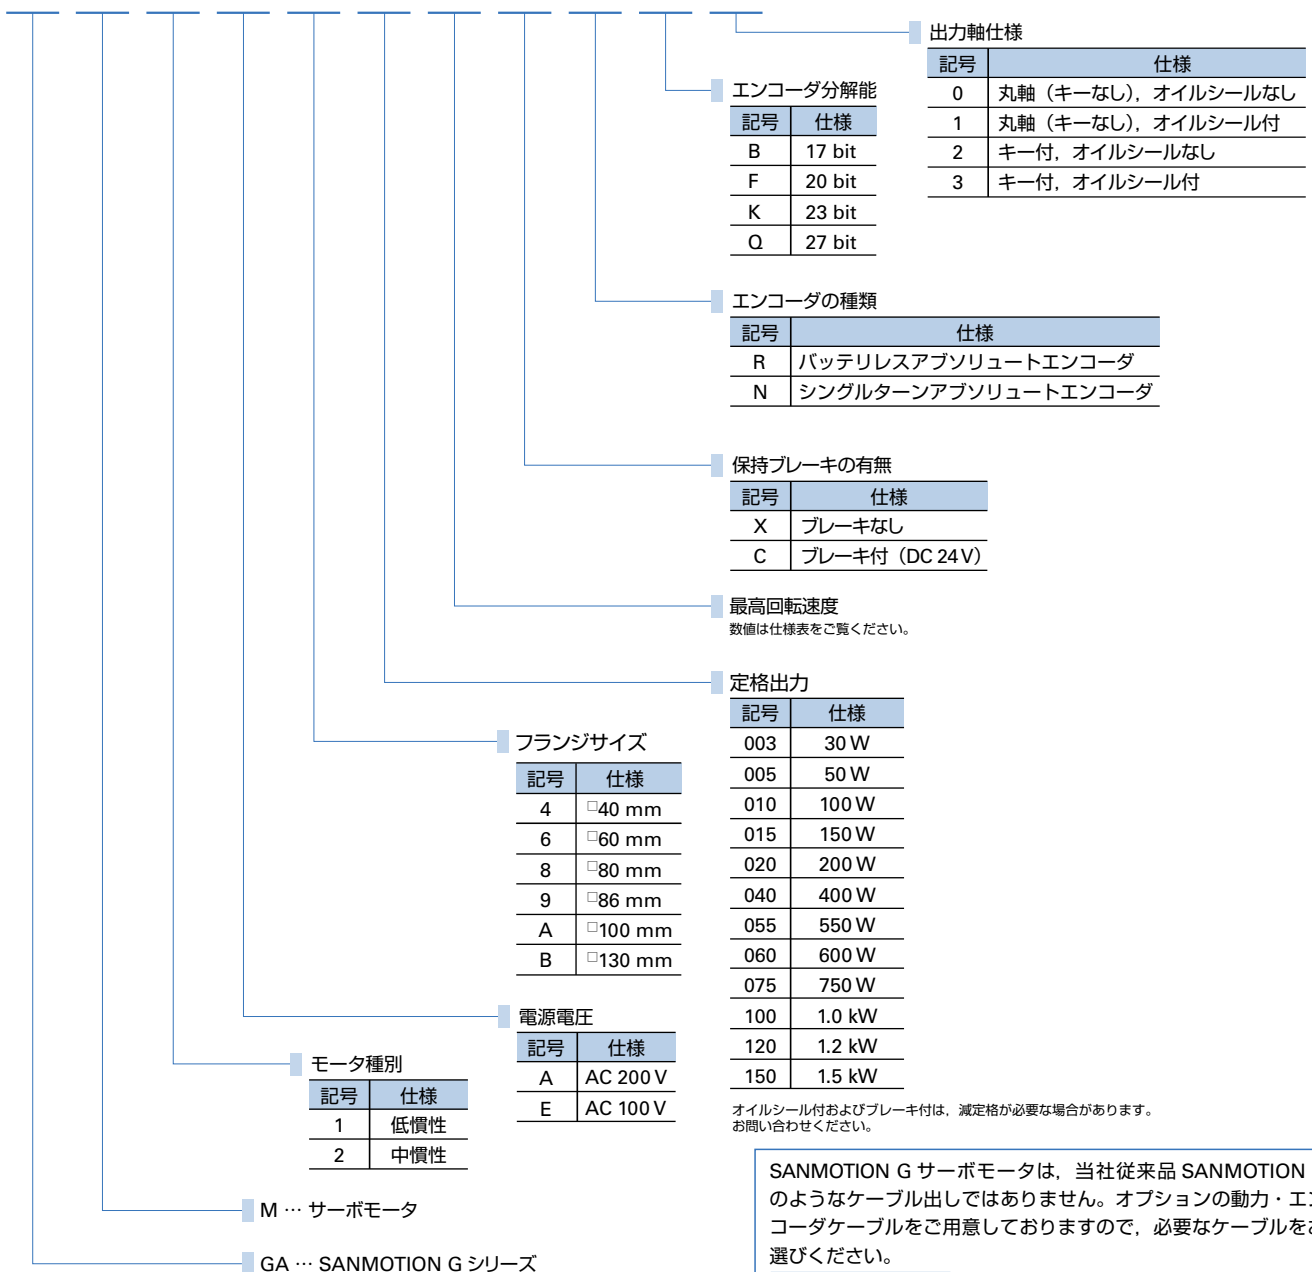 出力軸仕様
記号 仕様
0 丸軸（キーなし），オイルシールなし
1 丸軸（キーなし），オイルシール付
2 キー付，オイルシールなし
3 キー付，オイルシール付
エンコーダ分解能
記号 仕様
B 17 bit
F 20 bit
K 23 bit
Q 27 bit
エンコーダの種類
記号 仕様
R バッテリレスアブソリュートエンコーダ
N シングルターンアブソリュートエンコーダ
保持ブレーキの有無
記号 仕様
X ブレーキなし
C ブレーキ付（DC 24 V）
最高回転速度
数値は仕様表をご覧ください。
定格出力
記号 仕様
003 30 W
005 50 W
010 100 W
015 150 W
020 200 W
040 400 W
055 550 W
060 600 W
075 750 W
100 1.0 kW
120 1.2 kW
150 1.5 kW
オイルシール付およびブレーキ付は，減定格が必要な場合があります。
お問い合わせください。
フランジサイズ
記号 仕様
4 □40 mm
6 □60 mm
8 □80 mm
9 □86 mm
A □100 mm
B □130 mm
電源電圧
記号 仕様
A AC 200 V
E AC 100 V
モータ種別
記号 仕様
1 低慣性
2 中慣性
M … サーボモータ
GA … SANMOTION G シリーズ
SANMOTION G サーボモータは，当社従来品 SANMOTION
のようなケーブル出しではありません。オプションの動力・エン
コーダケーブルをご用意しておりますので，必要なケーブルをお
選びください。